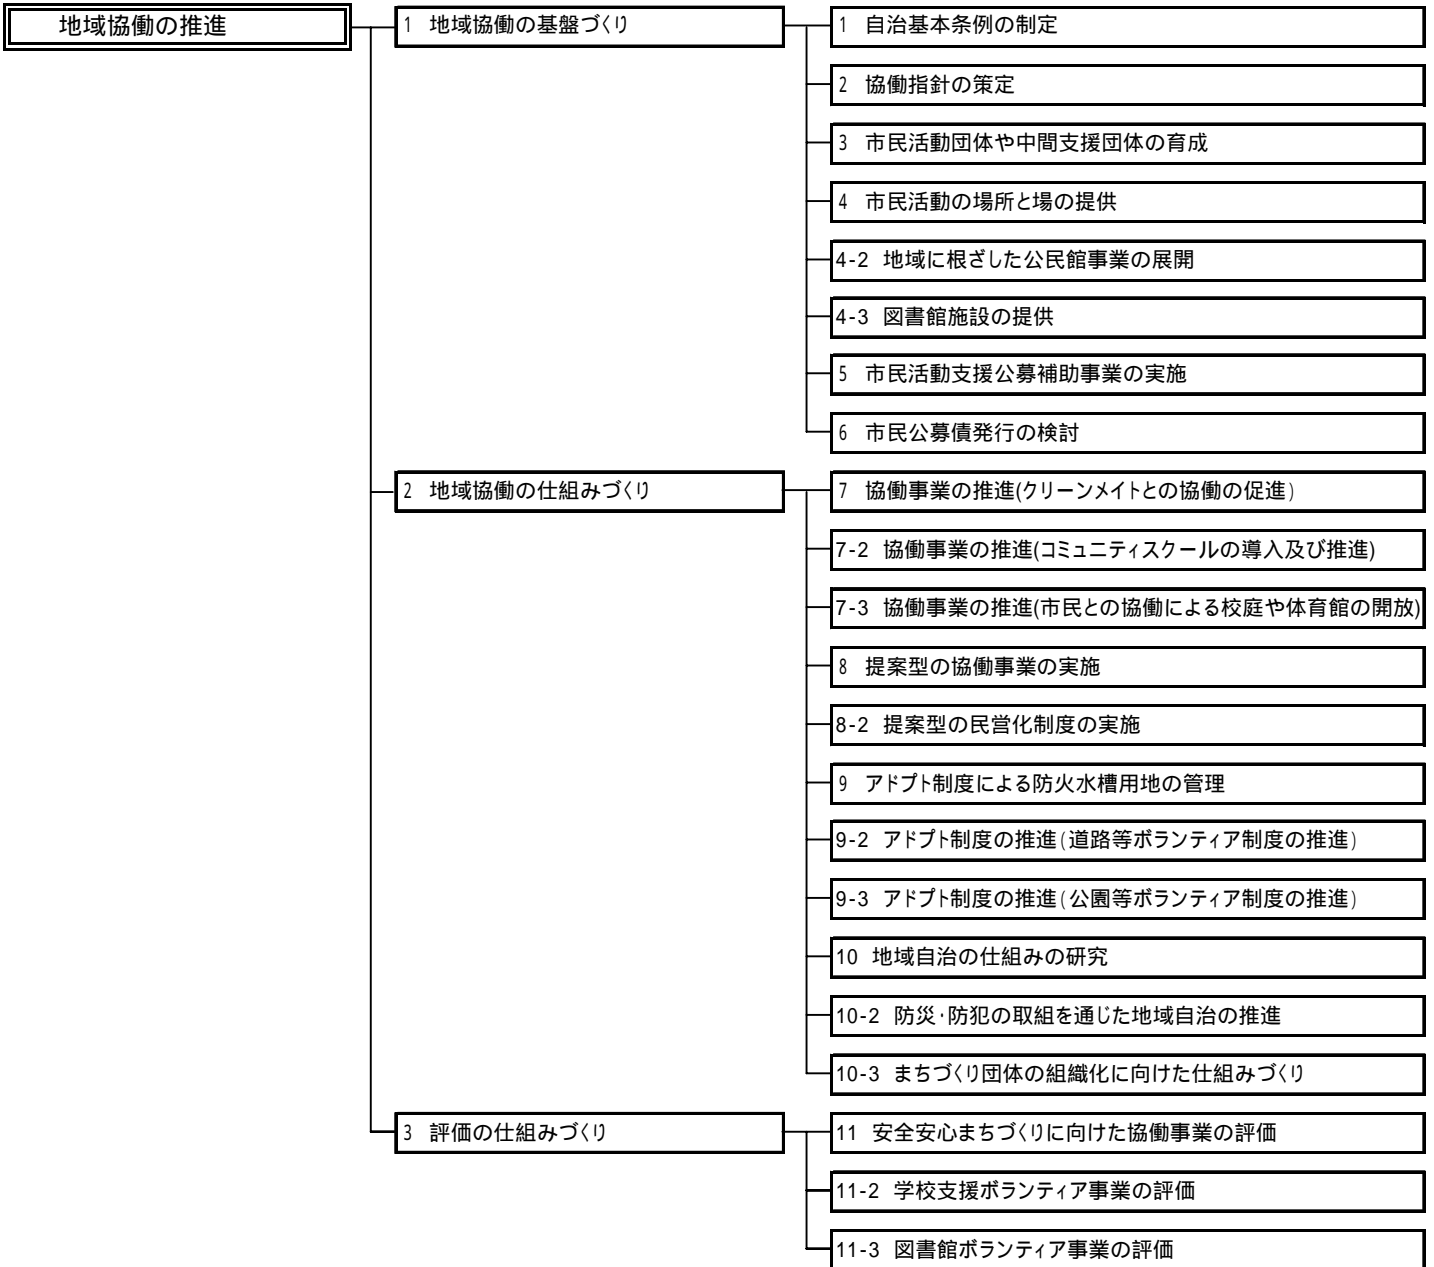 地域協働の推進
1 地域協働の基盤づくり
1 自治基本条例の制定
2 協働指針の策定
3 市民活動団体や中間支援団体の育成
4 市民活動の場所と場の提供
4-2 地域に根ざした公民館事業の展開
4-3 図書館施設の提供
5 市民活動支援公募補助事業の実施
6 市民公募債発行の検討
2 地域協働の仕組みづくり
7 協働事業の推進(クリーンメイトとの協働の促進)
7-2 協働事業の推進(コミュニティスクールの導入及び推進)
7-3 協働事業の推進(市民との協働による校庭や体育館の開放)
8 提案型の協働事業の実施
8-2 提案型の民営化制度の実施
9 アドプト制度による防火水槽用地の管理
9-2 アドプト制度の推進(道路等ボランティア制度の推進)
9-3 アドプト制度の推進(公園等ボランティア制度の推進)
10 地域自治の仕組みの研究
10-2 防災・防犯の取組を通じた地域自治の推進
10-3 まちづくり団体の組織化に向けた仕組みづくり
3 評価の仕組みづくり
11 安全安心まちづくりに向けた協働事業の評価
11-2 学校支援ボランティア事業の評価
11-3 図書館ボランティア事業の評価